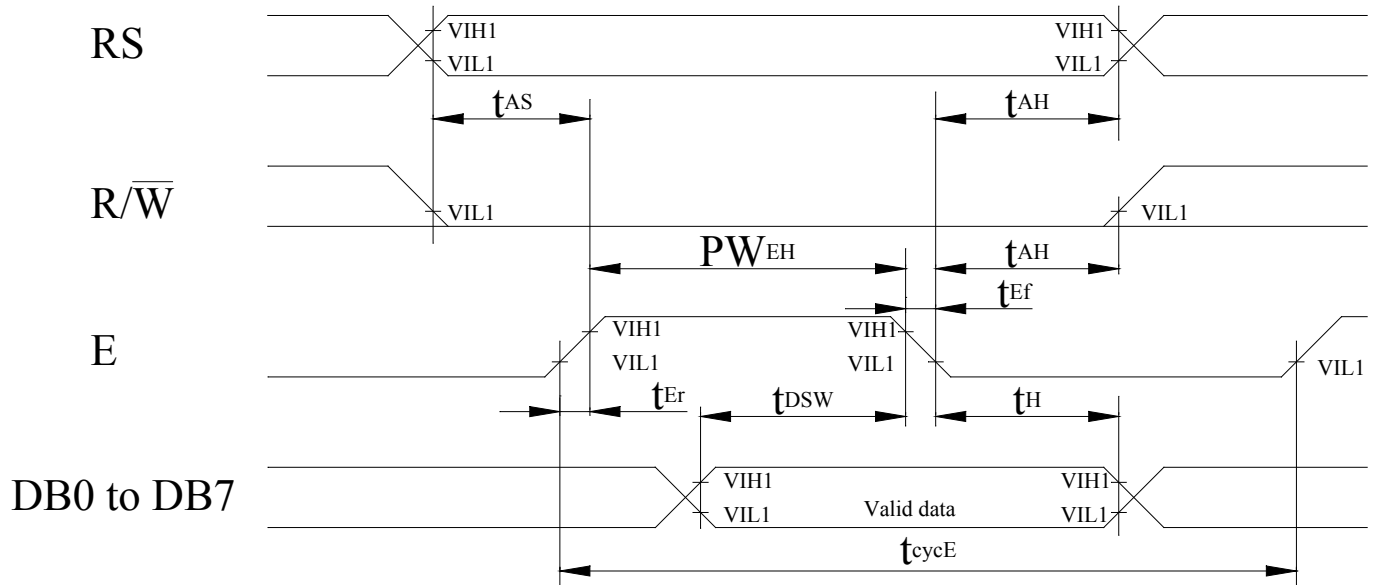 RS
VIH1
VIL1
VIH1
VIL1
tAS
tAH
R/W̅
VIL1
VIL1
PWEH
tAH
tEf
E
VIH1
VIL1
VIH1
VIL1
VIL1
tEr
tDSW
tH
DB0 to DB7
VIH1
VIL1
Valid data
VIH1
VIL1
tcycE